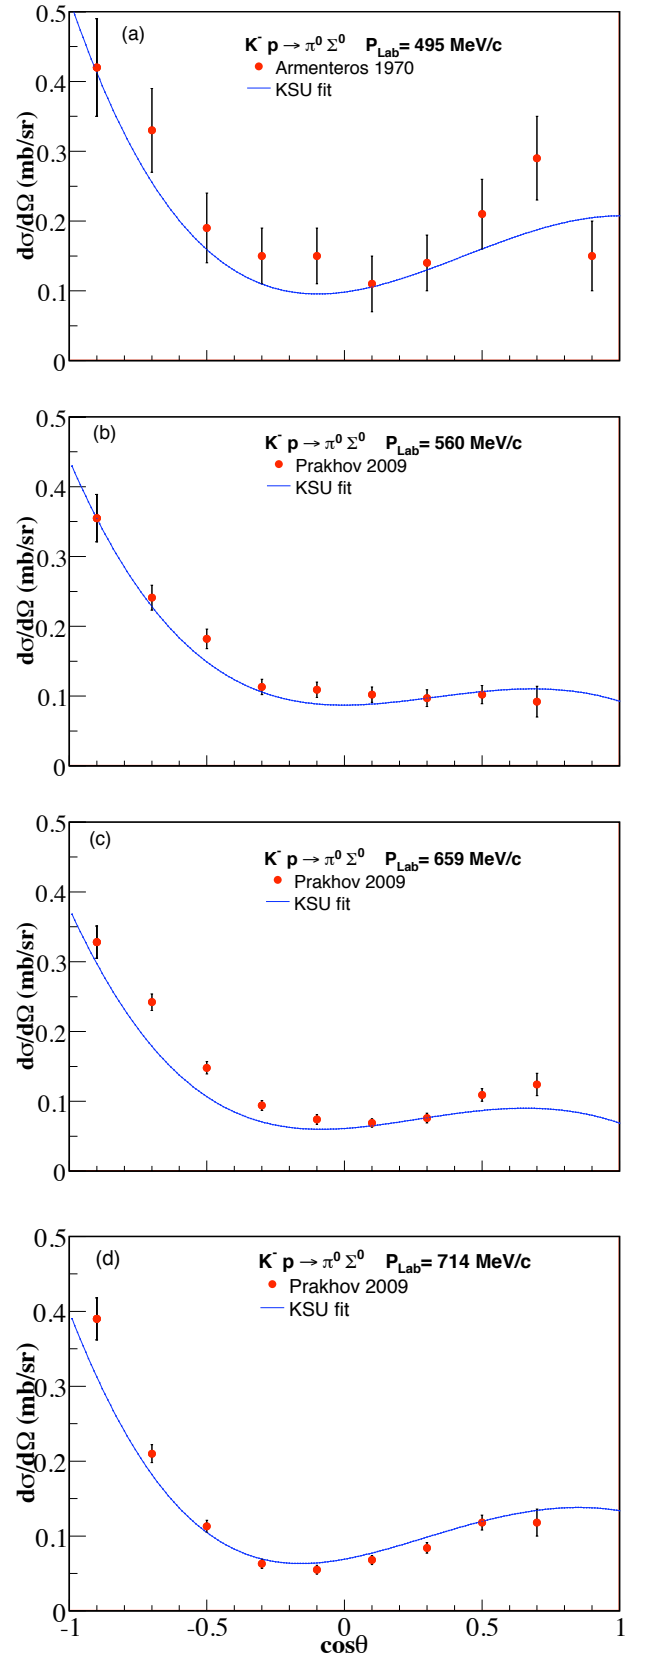 (a)
K⁻ p → π⁰ Σ⁰ P_Lab= 495 MeV/c
Armenteros 1970
KSU fit
dσ/dΩ (mb/sr)
0.5
0.4
0.3
0.2
0.1
0
(b)
K⁻ p → π⁰ Σ⁰ P_Lab= 560 MeV/c
Prakhov 2009
KSU fit
dσ/dΩ (mb/sr)
0.5
0.4
0.3
0.2
0.1
0
(c)
K⁻ p → π⁰ Σ⁰ P_Lab= 659 MeV/c
Prakhov 2009
KSU fit
dσ/dΩ (mb/sr)
0.5
0.4
0.3
0.2
0.1
0
(d)
K⁻ p → π⁰ Σ⁰ P_Lab= 714 MeV/c
Prakhov 2009
KSU fit
dσ/dΩ (mb/sr)
0.5
0.4
0.3
0.2
0.1
0
-1 -0.5 0 0.5 1
cosθ